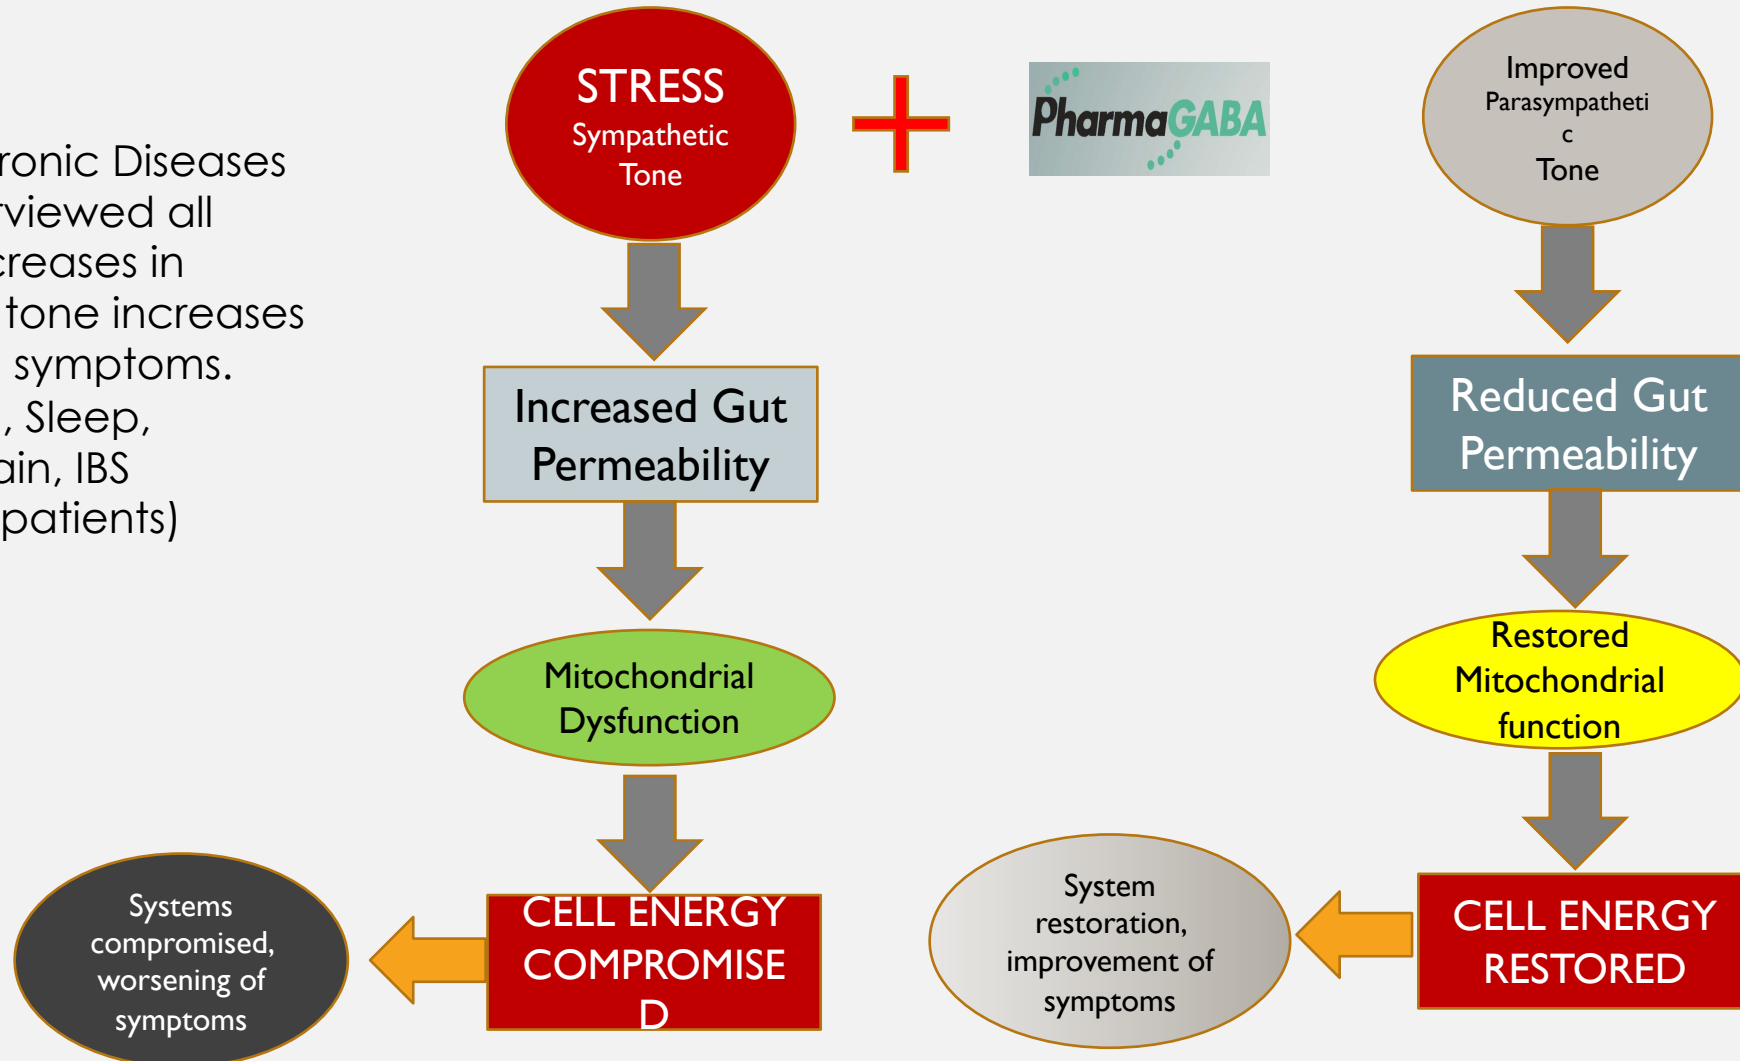 ronic Diseases
rviewed all
creases in
tone increases
symptoms.
, Sleep,
ain, IBS
patients)
STRESS
Sympathetic
Tone
PharmaGABA
Improved
Parasympatheti
c
Tone
Increased Gut
Permeability
Reduced Gut
Permeability
Mitochondrial
Dysfunction
Restored
Mitochondrial
function
Systems
compromised,
worsening of
symptoms
CELL ENERGY
COMPROMISE
D
System
restoration,
improvement of
symptoms
CELL ENERGY
RESTORED